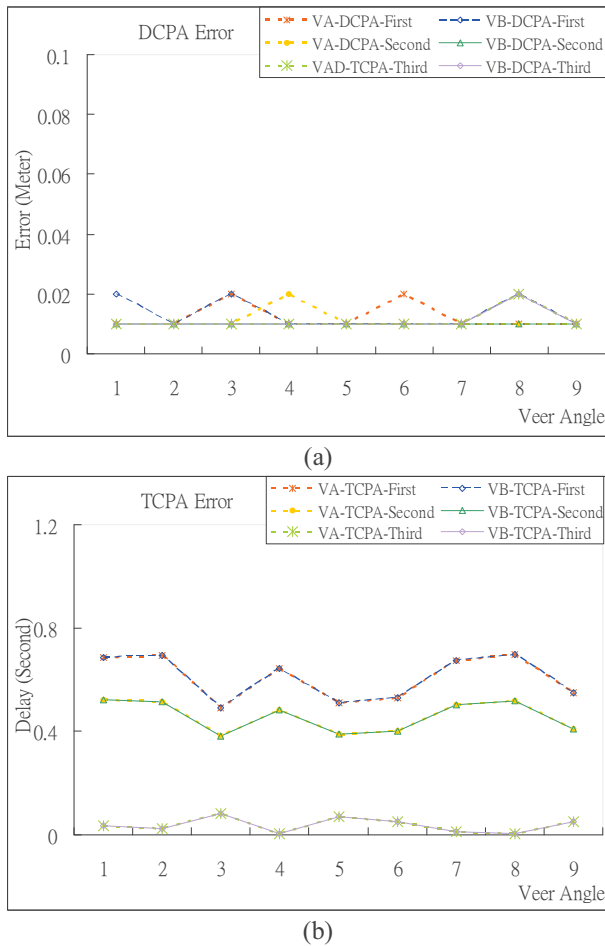 DCPA Error
VA-DCPA-First VB-DCPA-First
VA-DCPA-Second VB-DCPA-Second
VAD-TCPA-Third VB-DCPA-Third
Error (Meter)
0.1
0.08
0.06
0.04
0.02
0
1 2 3 4 5 6 7 8 9
Veer Angle
(a)
TCPA Error
VA-TCPA-First VB-TCPA-First
VA-TCPA-Second VB-TCPA-Second
VA-TCPA-Third VB-TCPA-Third
Delay (Second)
1.2
0.8
0.4
0
1 2 3 4 5 6 7 8 9
Veer Angle
(b)